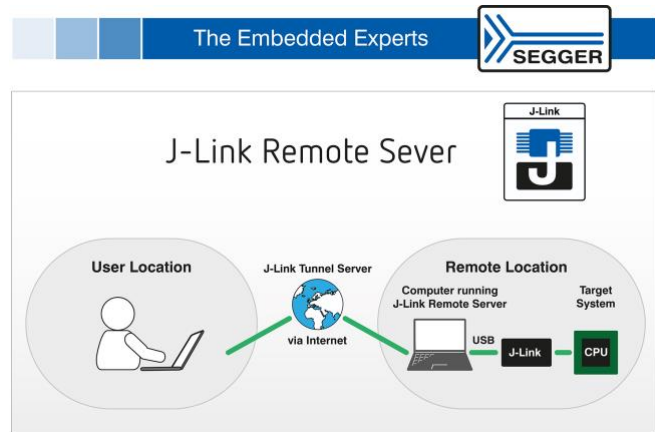 The Embedded Experts
SEGGER
J-Link
J-Link Remote Sever
User Location
J-Link Tunnel Server
via Internet
Remote Location
Computer running
J-Link Remote Server
Target
System
USB
J-Link
CPU